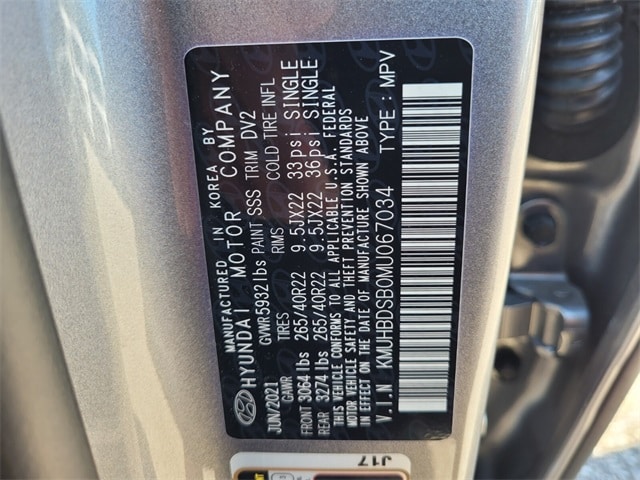 MANUFACTURED IN KOREA BY
HYUNDAI MOTOR COMPANY
JUN/2021 GVWR5932lbs PAINT SSS TRIM DV2
GAWR TIRES RIMS COLD TIRE INFL
FRONT 3064lbs 265/40R22 9.5JX22 33psi SINGLE
REAR 3274lbs 265/40R22 9.5JX22 36psi SINGLE
THIS VEHICLE CONFORMS TO ALL APPLICABLE U.S.A. FEDERAL
MOTOR VEHICLE SAFETY AND THEFT PREVENTION STANDARDS
IN EFFECT ON THE DATE OF MANUFACTURE SHOWN ABOVE
V.I.N KMUHBDSB0MU067034 TYPE : MPV
J17